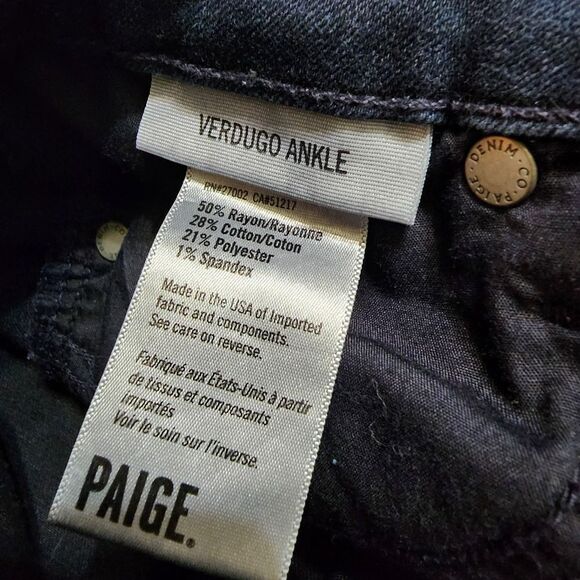 VERDUGO ANKLE
RN#27002 CA#51217
50% Rayon/Rayonne
28% Cotton/Coton
21% Polyester
1% Spandex
Made in the USA of Imported
fabric and components.
See care on reverse.
Fabriqué aux États-Unis à partir
de tissus et composants
importés
Voir le soin sur l'inverse.
PAIGE.
DENIM · CO · PAIGE ·